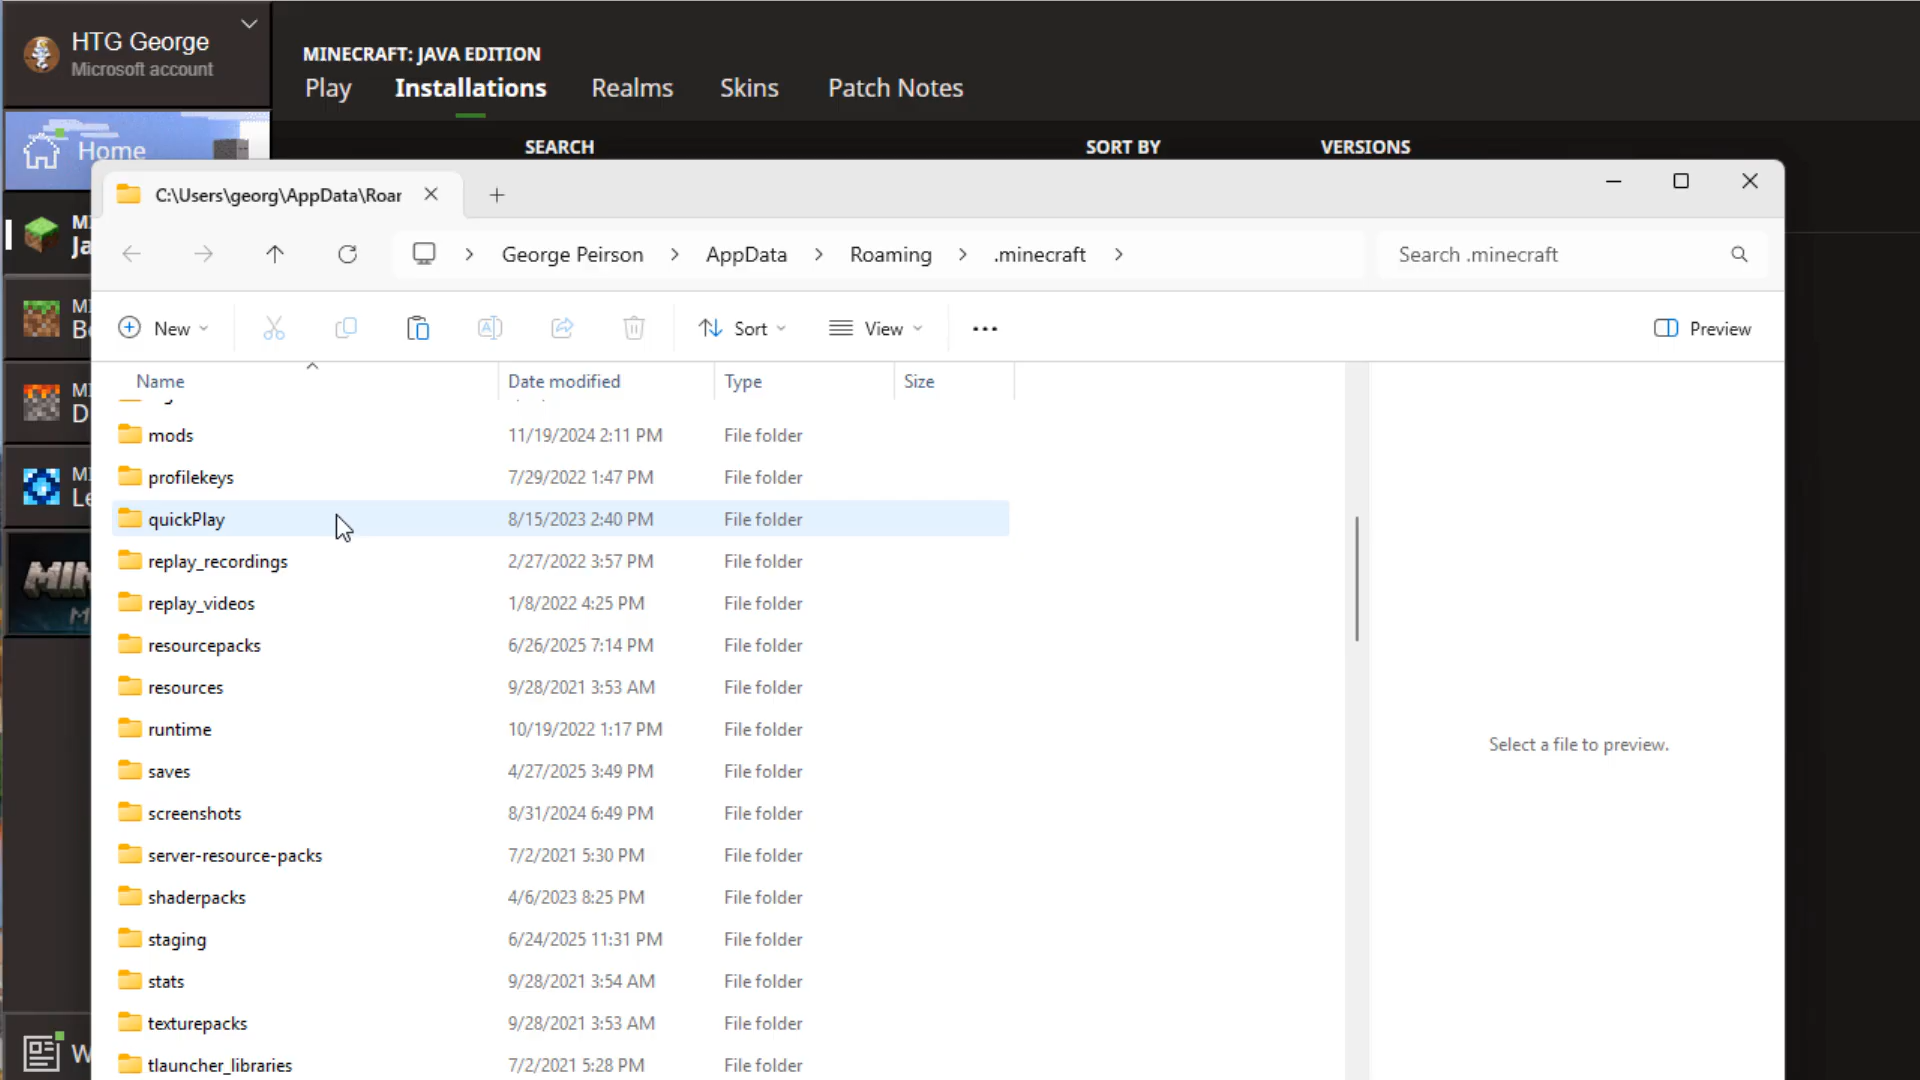 HTG George
Microsoft account
MINECRAFT: JAVA EDITION
Play Installations Realms Skins Patch Notes
Home
SEARCH SORT BY VERSIONS
C:\Users\georg\AppData\Roar
George Peirson > AppData > Roaming > .minecraft >
Search .minecraft
New Sort View ••• Preview
Name Date modified Type Size
mods 11/19/2024 2:11 PM File folder
profilekeys 7/29/2022 1:47 PM File folder
quickPlay 8/15/2023 2:40 PM File folder
replay_recordings 2/27/2022 3:57 PM File folder
replay_videos 1/8/2022 4:25 PM File folder
resourcepacks 6/26/2025 7:14 PM File folder
resources 9/28/2021 3:53 AM File folder
runtime 10/19/2022 1:17 PM File folder
saves 4/27/2025 3:49 PM File folder
screenshots 8/31/2024 6:49 PM File folder
server-resource-packs 7/2/2021 5:30 PM File folder
shaderpacks 4/6/2023 8:25 PM File folder
staging 6/24/2025 11:31 PM File folder
stats 9/28/2021 3:54 AM File folder
texturepacks 9/28/2021 3:53 AM File folder
tlauncher_libraries 7/2/2021 5:28 PM File folder
Select a file to preview.